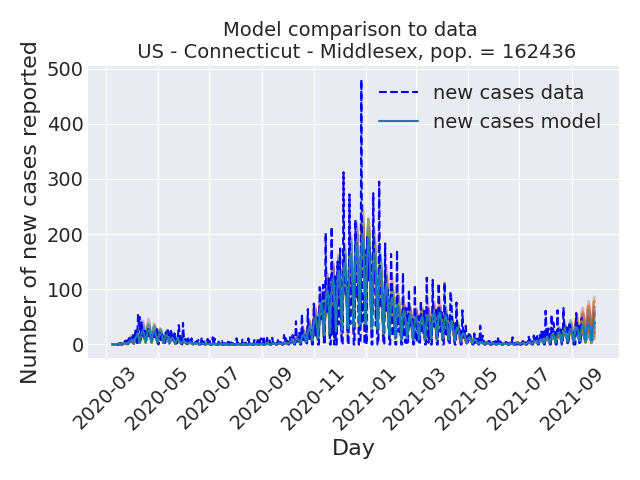 Model comparison to data
US - Connecticut - Middlesex, pop. = 162436
Number of new cases reported
500
400
300
200
100
0
new cases data
new cases model
2020-03
2020-05
2020-07
2020-09
2020-11
2021-01
2021-03
2021-05
2021-07
2021-09
Day